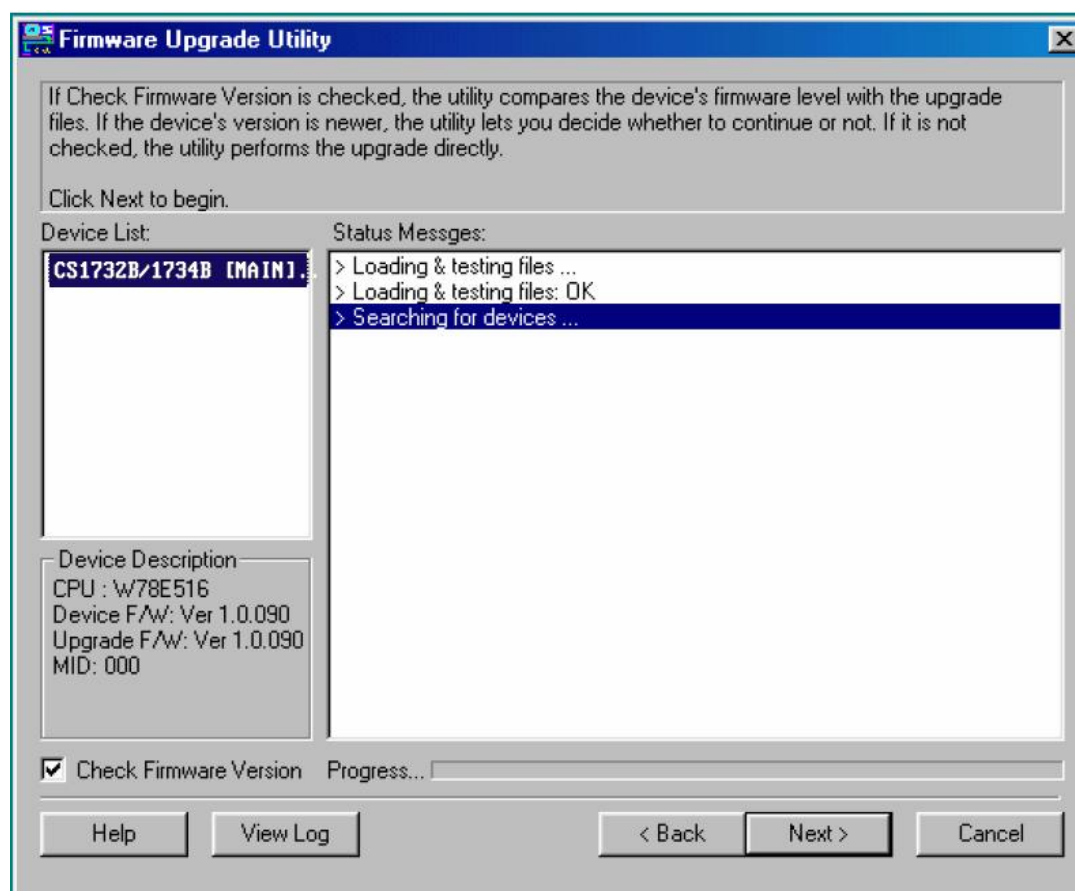 Firmware Upgrade Utility
If Check Firmware Version is checked, the utility compares the device's firmware level with the upgrade
files. If the device's version is newer, the utility lets you decide whether to continue or not. If it is not
checked, the utility performs the upgrade directly.
Click Next to begin.
Device List:
CS1732B/1734B [MAIN]..
Status Messges:
> Loading & testing files ...
> Loading & testing files: OK
> Searching for devices ...
Device Description
CPU : W78E516
Device F/W: Ver 1.0.090
Upgrade F/W: Ver 1.0.090
MID: 000
Check Firmware Version
Progress...
Help
View Log
< Back
Next >
Cancel